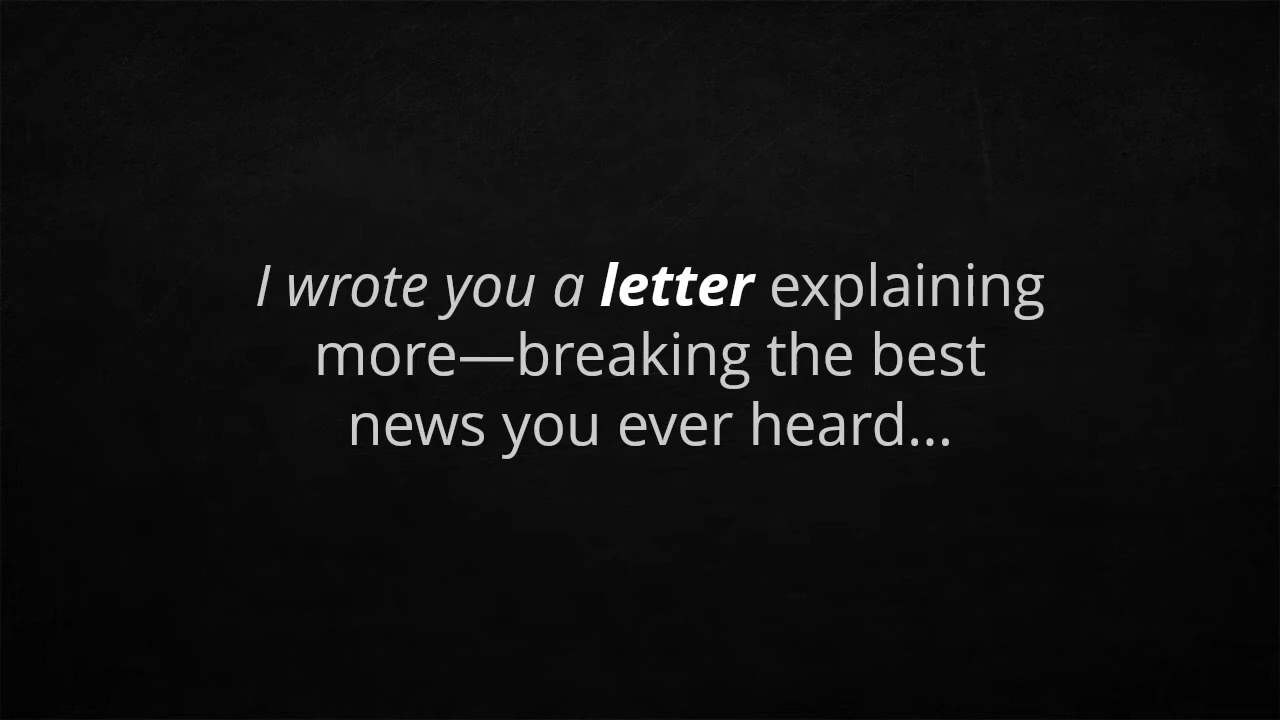 I wrote you a letter explaining
more—breaking the best
news you ever heard...